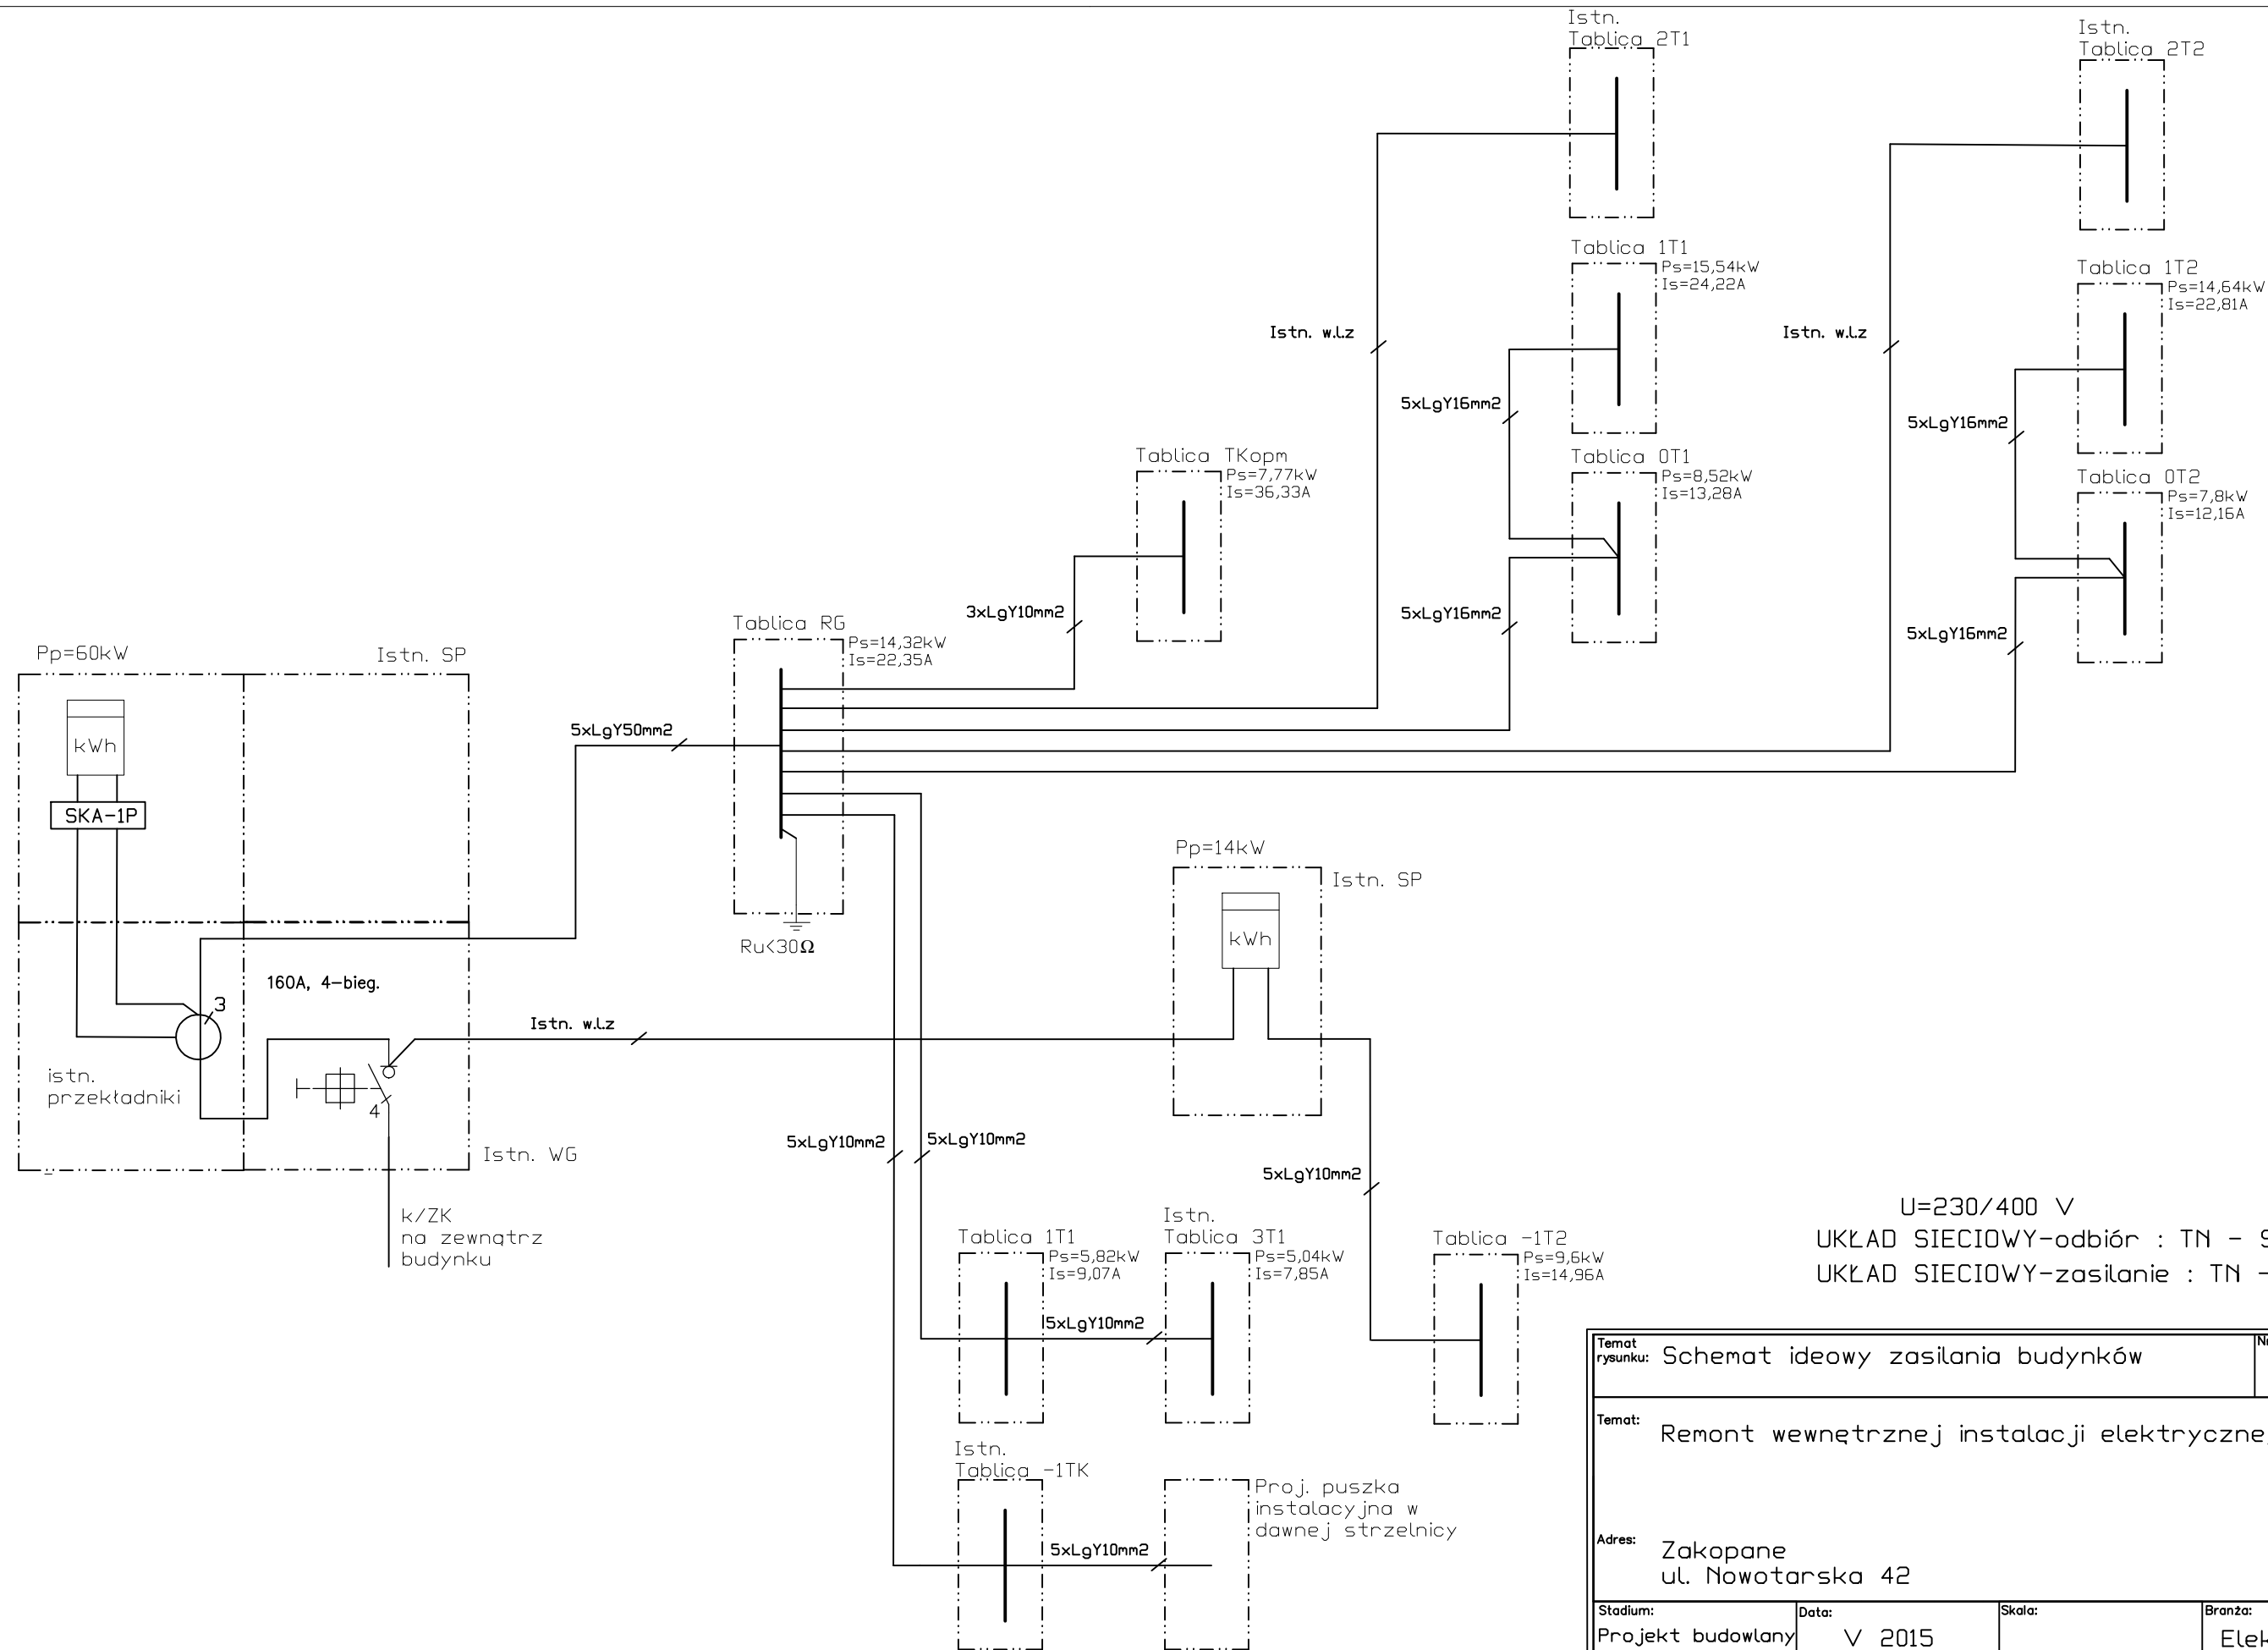 Istn.
Tablica 2T1
Istn.
Tablica 2T2
Tablica 1T1
Ps=15,54kW
Is=24,22A
Tablica 1T2
Ps=14,64kW
Is=22,81A
Istn. w.l.z
Istn. w.l.z
5xLgY16mm2
5xLgY16mm2
Tablica TKopm
Ps=7,77kW
Is=36,33A
Tablica 0T1
Ps=8,52kW
Is=13,28A
Tablica 0T2
Ps=7,8kW
Is=12,16A
3xLgY10mm2
5xLgY16mm2
5xLgY16mm2
Tablica RG
Ps=14,32kW
Is=22,35A
Pp=60kW
Istn. SP
kWh
SKA-1P
5xLgY50mm2
Ru<30Ω
Pp=14kW
Istn. SP
kWh
160A, 4-bieg.
3
Istn. w.l.z
istn.
przekładniki
4
Istn. WG
k/ZK
na zewnątrz
budynku
5xLgY10mm2
5xLgY10mm2
5xLgY10mm2
Tablica 1T1
Ps=5,82kW
Is=9,07A
Istn.
Tablica 3T1
Ps=5,04kW
Is=7,85A
5xLgY10mm2
Tablica -1T2
Ps=9,6kW
Is=14,96A
Istn.
Tablica -1TK
5xLgY10mm2
Proj. puszka
instalacyjna w
dawnej strzelnicy
U=230/400 V
UKŁAD SIECIOWY-odbiór : TN -
UKŁAD SIECIOWY-zasilanie : TN -
Temat
rysunku: Schemat ideowy zasilania budynków
Temat:
Remont wewnętrznej instalacji
Adres:
Zakopane
ul. Nowotarska 42
Stadium:
Projekt budowlany
Data:
V 2015
Skala:
Branża: